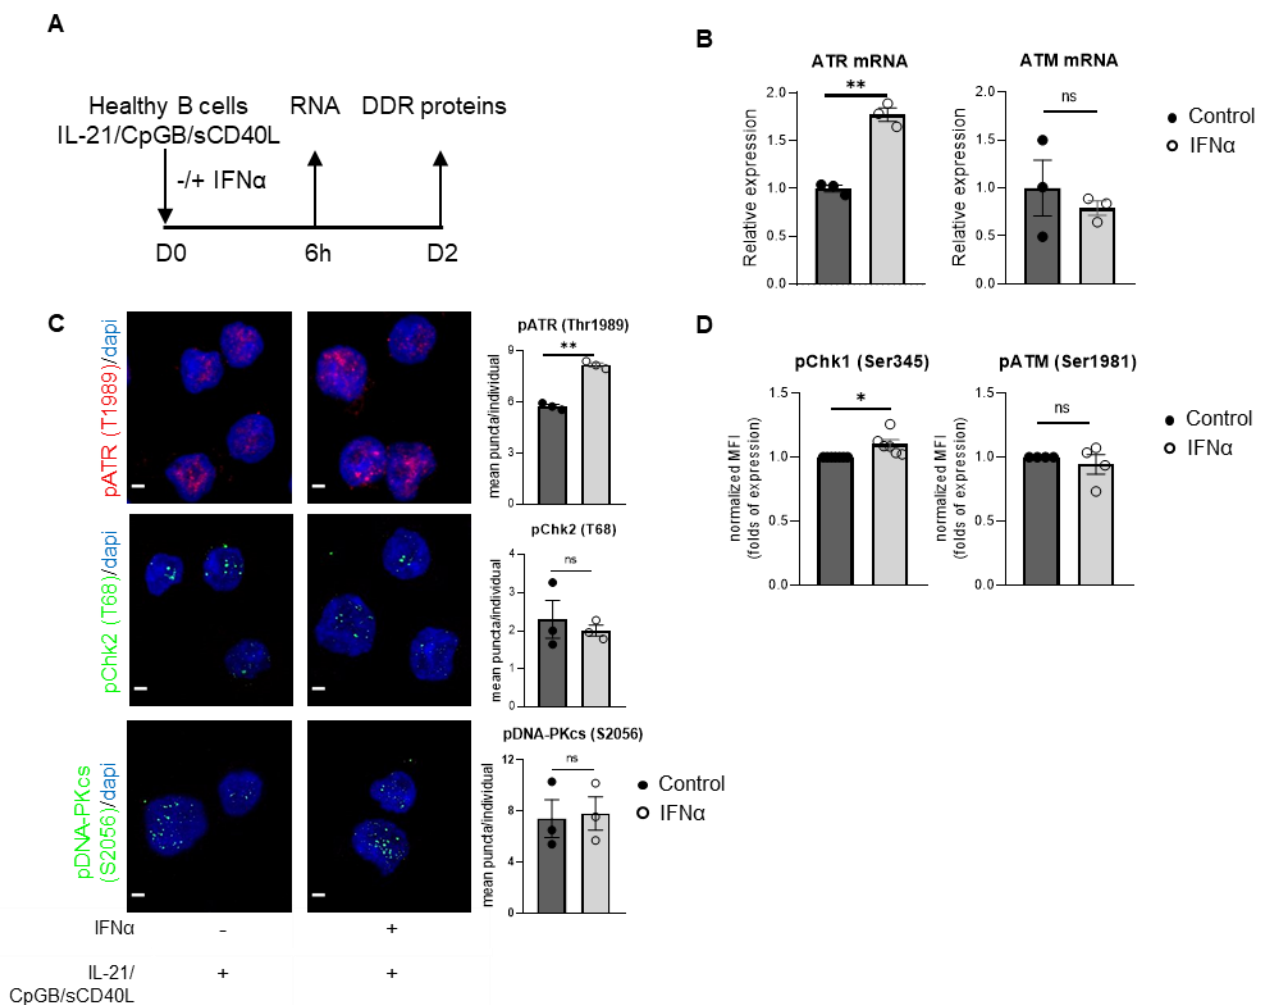 A
Healthy B cells
IL-21/CpGB/sCD40L
RNA
DDR proteins
-/+ IFNα
D0
6h
D2
B
ATR mRNA
Relative expression
2.0
1.5
1.0
0.5
0.0
**
ATM mRNA
Relative expression
2.0
1.5
1.0
0.5
0.0
ns
Control
IFNα
C
pATR (T1989)/dapi
pATR (Thr1989)
mean puncta/individual
9
6
3
0
**
pChk2 (T68)/dapi
pChk2 (T68)
mean puncta/individual
4
3
2
1
0
ns
pDNA-PKcs
(S2056)/dapi
pDNA-PKcs (S2056)
mean puncta/individual
12
8
4
0
ns
Control
IFNα
IFNα - +
IL-21/
CpGB/sCD40L + +
D
pChk1 (Ser345)
normalized MFI
(folds of expression)
1.5
1.0
0.5
0.0
*
pATM (Ser1981)
normalized MFI
(folds of expression)
1.5
1.0
0.5
0.0
ns
Control
IFNα